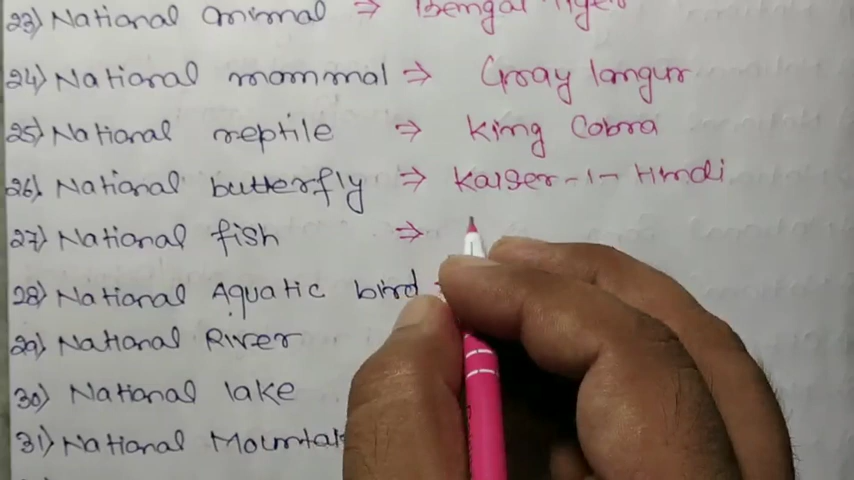 23) National animal ⇒ Bengal Tiger
24) National mammal ⇒ Gray langur
25) National reptile ⇒ King Cobra
26) National butterfly ⇒ Kaiser-i-Hindi
27) National fish ⇒
28) National Aquatic bird
29) National River
30) National lake
31) National